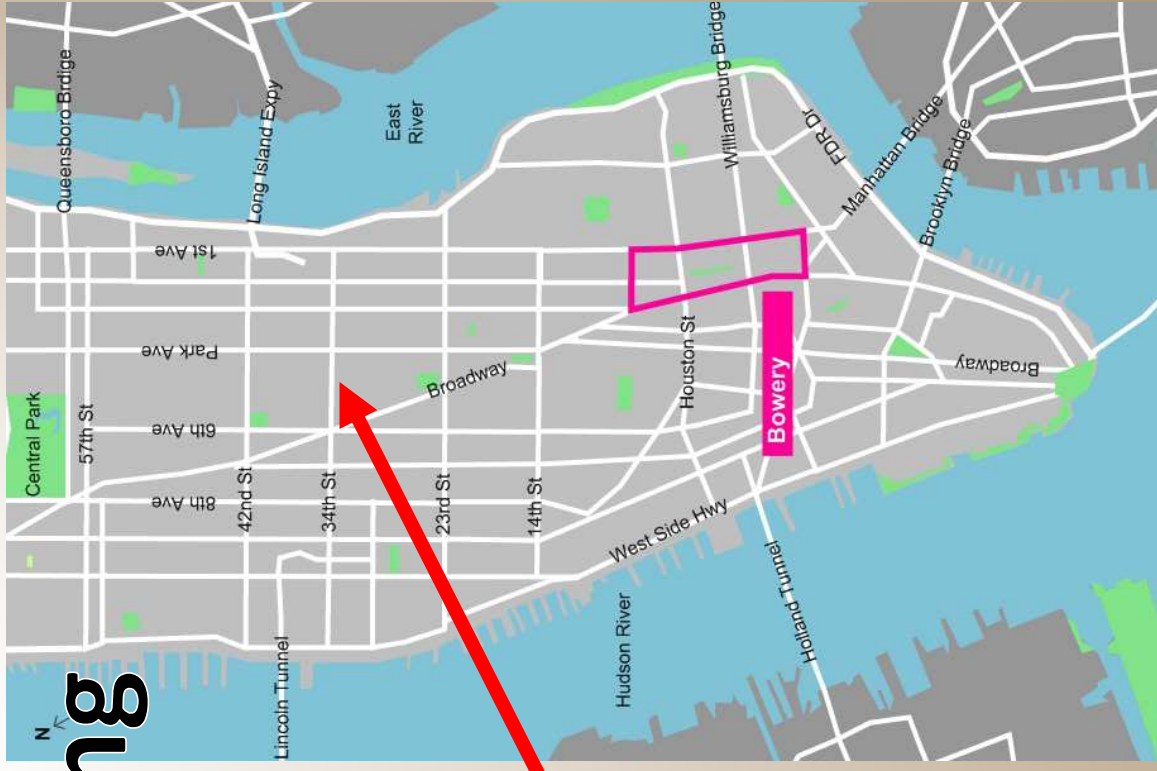 Queensboro Brdige
Long Island Expy
East
River
Williamsburg Bridge
FDR Dr
Manhattan Bridge
Brooklyn Bridge
1st Ave
Park Ave
6th Ave
8th Ave
Central Park
57th St
42nd St
34th St
23rd St
14th St
Broadway
Houston St
Bowery
Broadway
West Side Hwy
Holland Tunnel
Hudson River
Lincoln Tunnel
N
ng